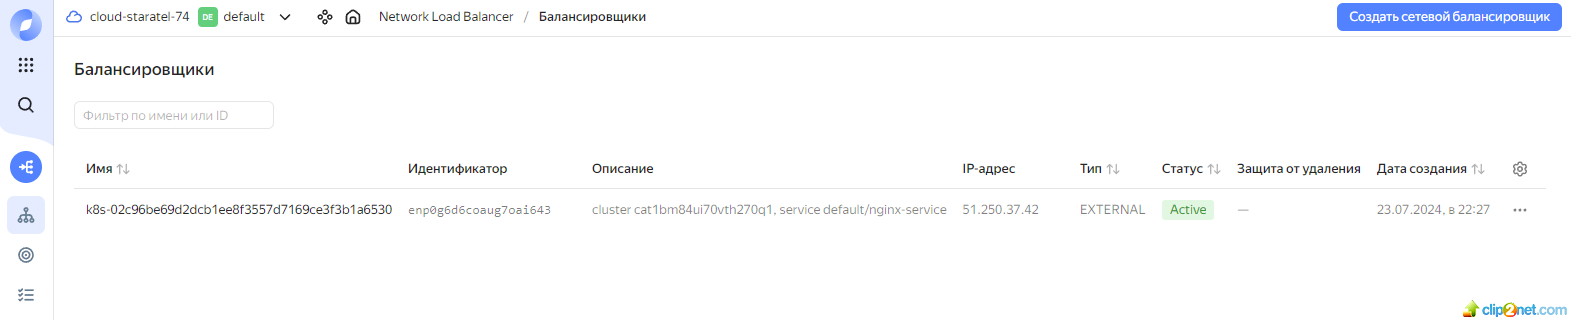 cloud-staratel-74 DE default Network Load Balancer / Балансировщики Создать сетевой балансировщик
Балансировщики
Фильтр по имени или ID
Имя Идентификатор Описание IP-адрес Тип Статус Защита от удаления Дата создания
k8s-02c96be69d2dcb1ee8f3557d7169ce3f3b1a6530 enp0g6d6coaug7oai643 cluster cat1bm84ui70vth270q1, service default/nginx-service 51.250.37.42 EXTERNAL Active — 23.07.2024, в 22:27
clip2net.com